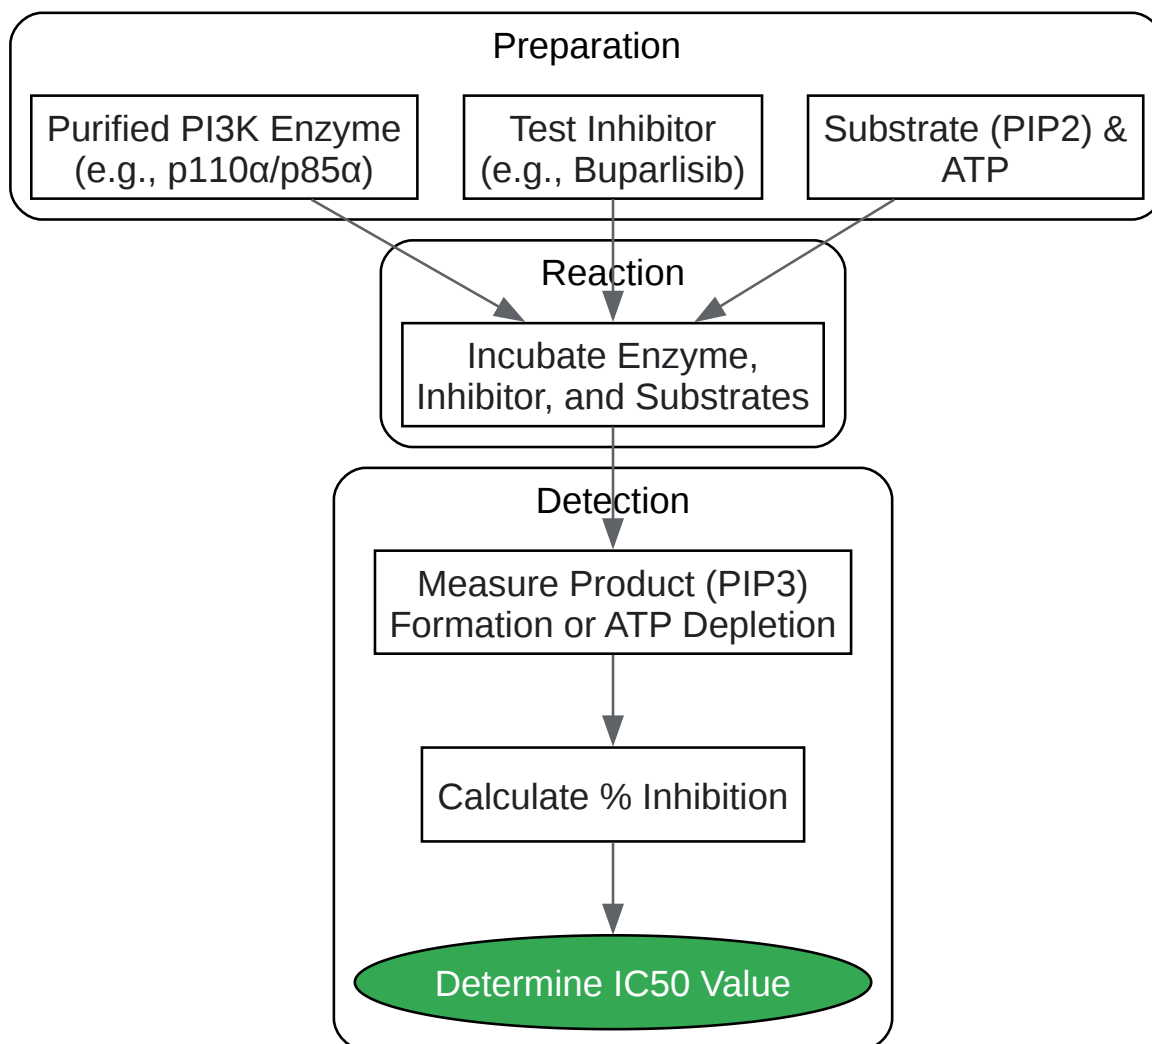 Preparation
Purified PI3K Enzyme
(e.g., p110α/p85α)
Test Inhibitor
(e.g., Buparlisib)
Substrate (PIP2) &
ATP
Reaction
Incubate Enzyme,
Inhibitor, and Substrates
Detection
Measure Product (PIP3)
Formation or ATP Depletion
Calculate % Inhibition
Determine IC50 Value